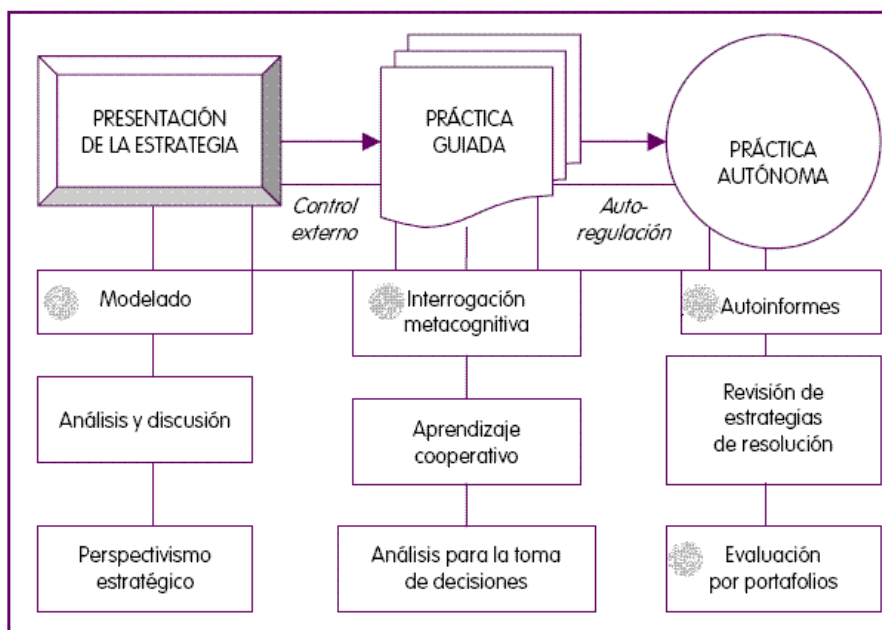 PRESENTACIÓN
DE LA ESTRATEGIA
PRÁCTICA
GUIADA
PRÁCTICA
AUTÓNOMA
Control
externo
Auto-
regulación
Modelado
Interrogación
metacognitiva
Autoinformes
Análisis y discusión
Aprendizaje
cooperativo
Revisión de
estrategias
de resolución
Perspectivismo
estratégico
Análisis para la toma
de decisiones
Evaluación
por portafolios